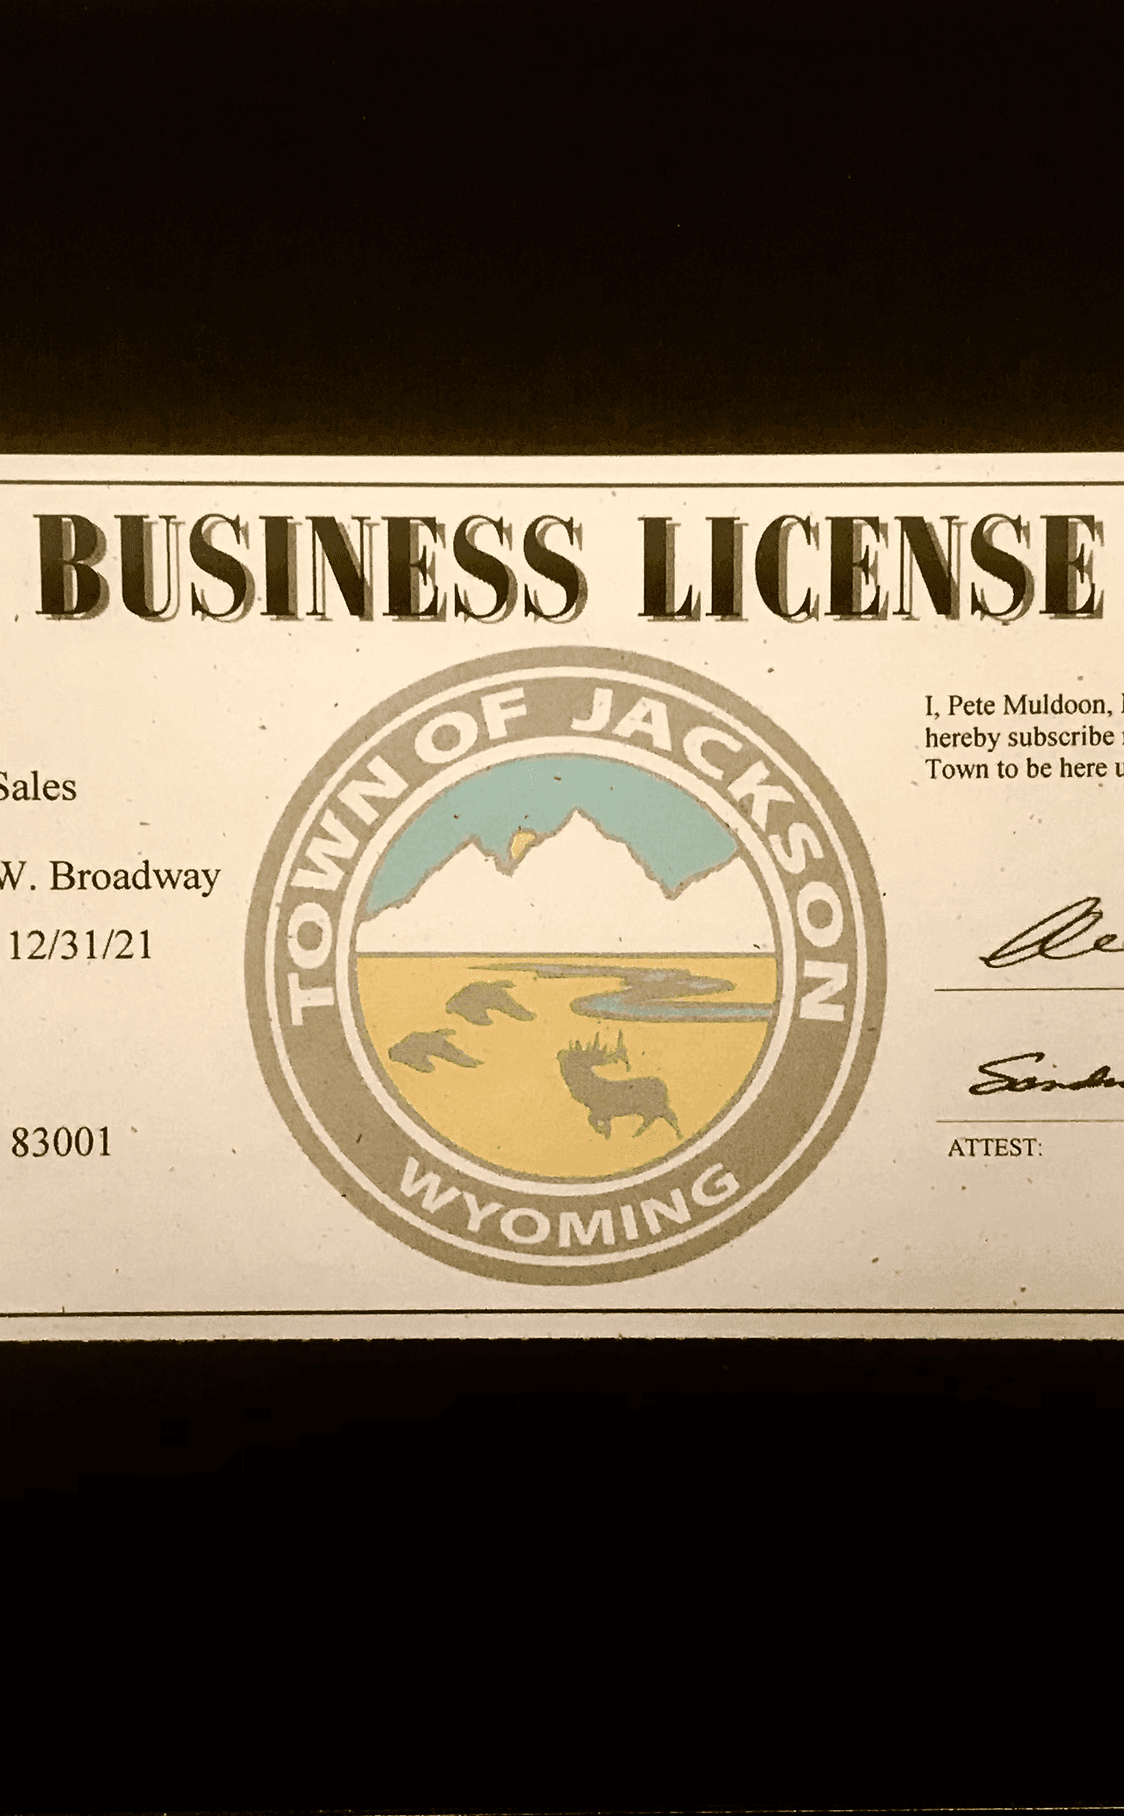 BUSINESS LICENSE
TOWN OF JACKSON
WYOMING
Sales
W. Broadway
12/31/21
83001
I, Pete Muldoon,
hereby subscribe
Town to be here
ATTEST: